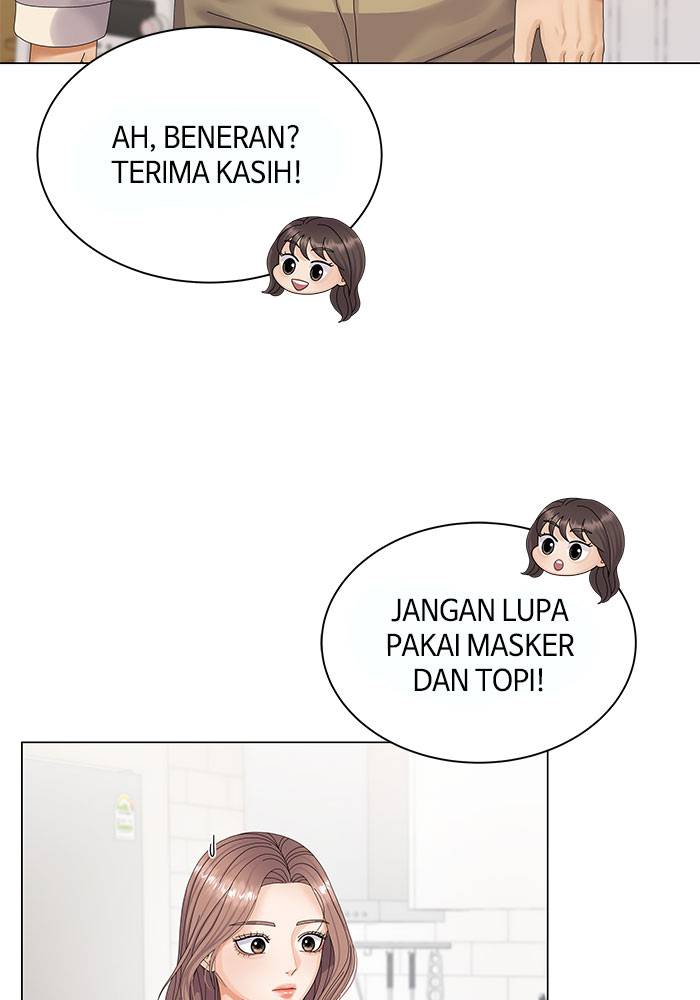 AH, BENERAN?
TERIMA KASIH!
JANGAN LUPA
PAKAI MASKER
DAN TOPI!